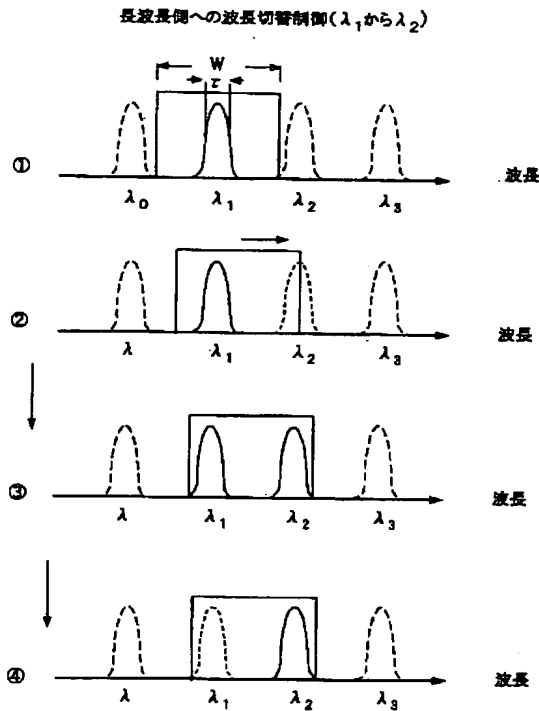 長波長側への波長切替制御(λ₁からλ₂)
W
τ
① 波長
λ₀ λ₁ λ₂ λ₃
② 波長
λ λ₁ λ₂ λ₃
③ 波長
λ λ₁ λ₂ λ₃
④ 波長
λ λ₁ λ₂ λ₃